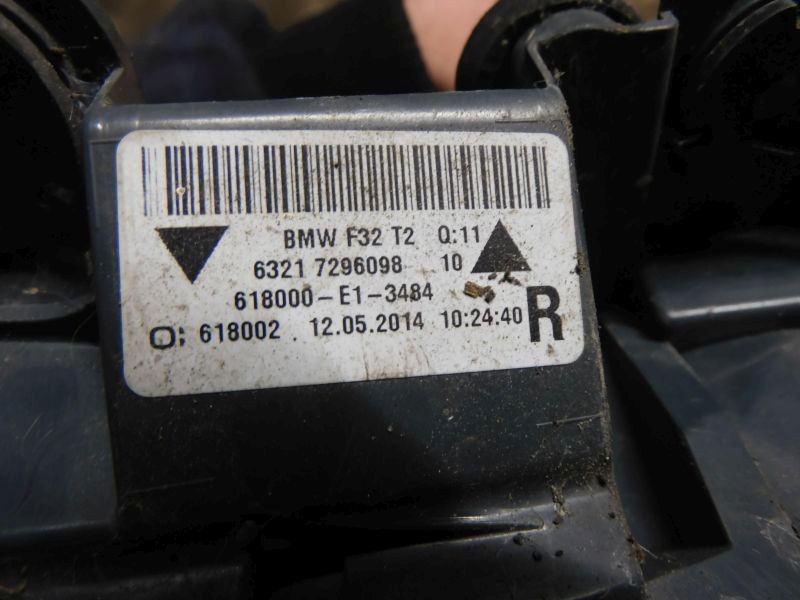 BMW F32 T2 Q:11
6321 7296098 10
618000-E1-3484
O: 618002 12.05.2014 10:24:40 R